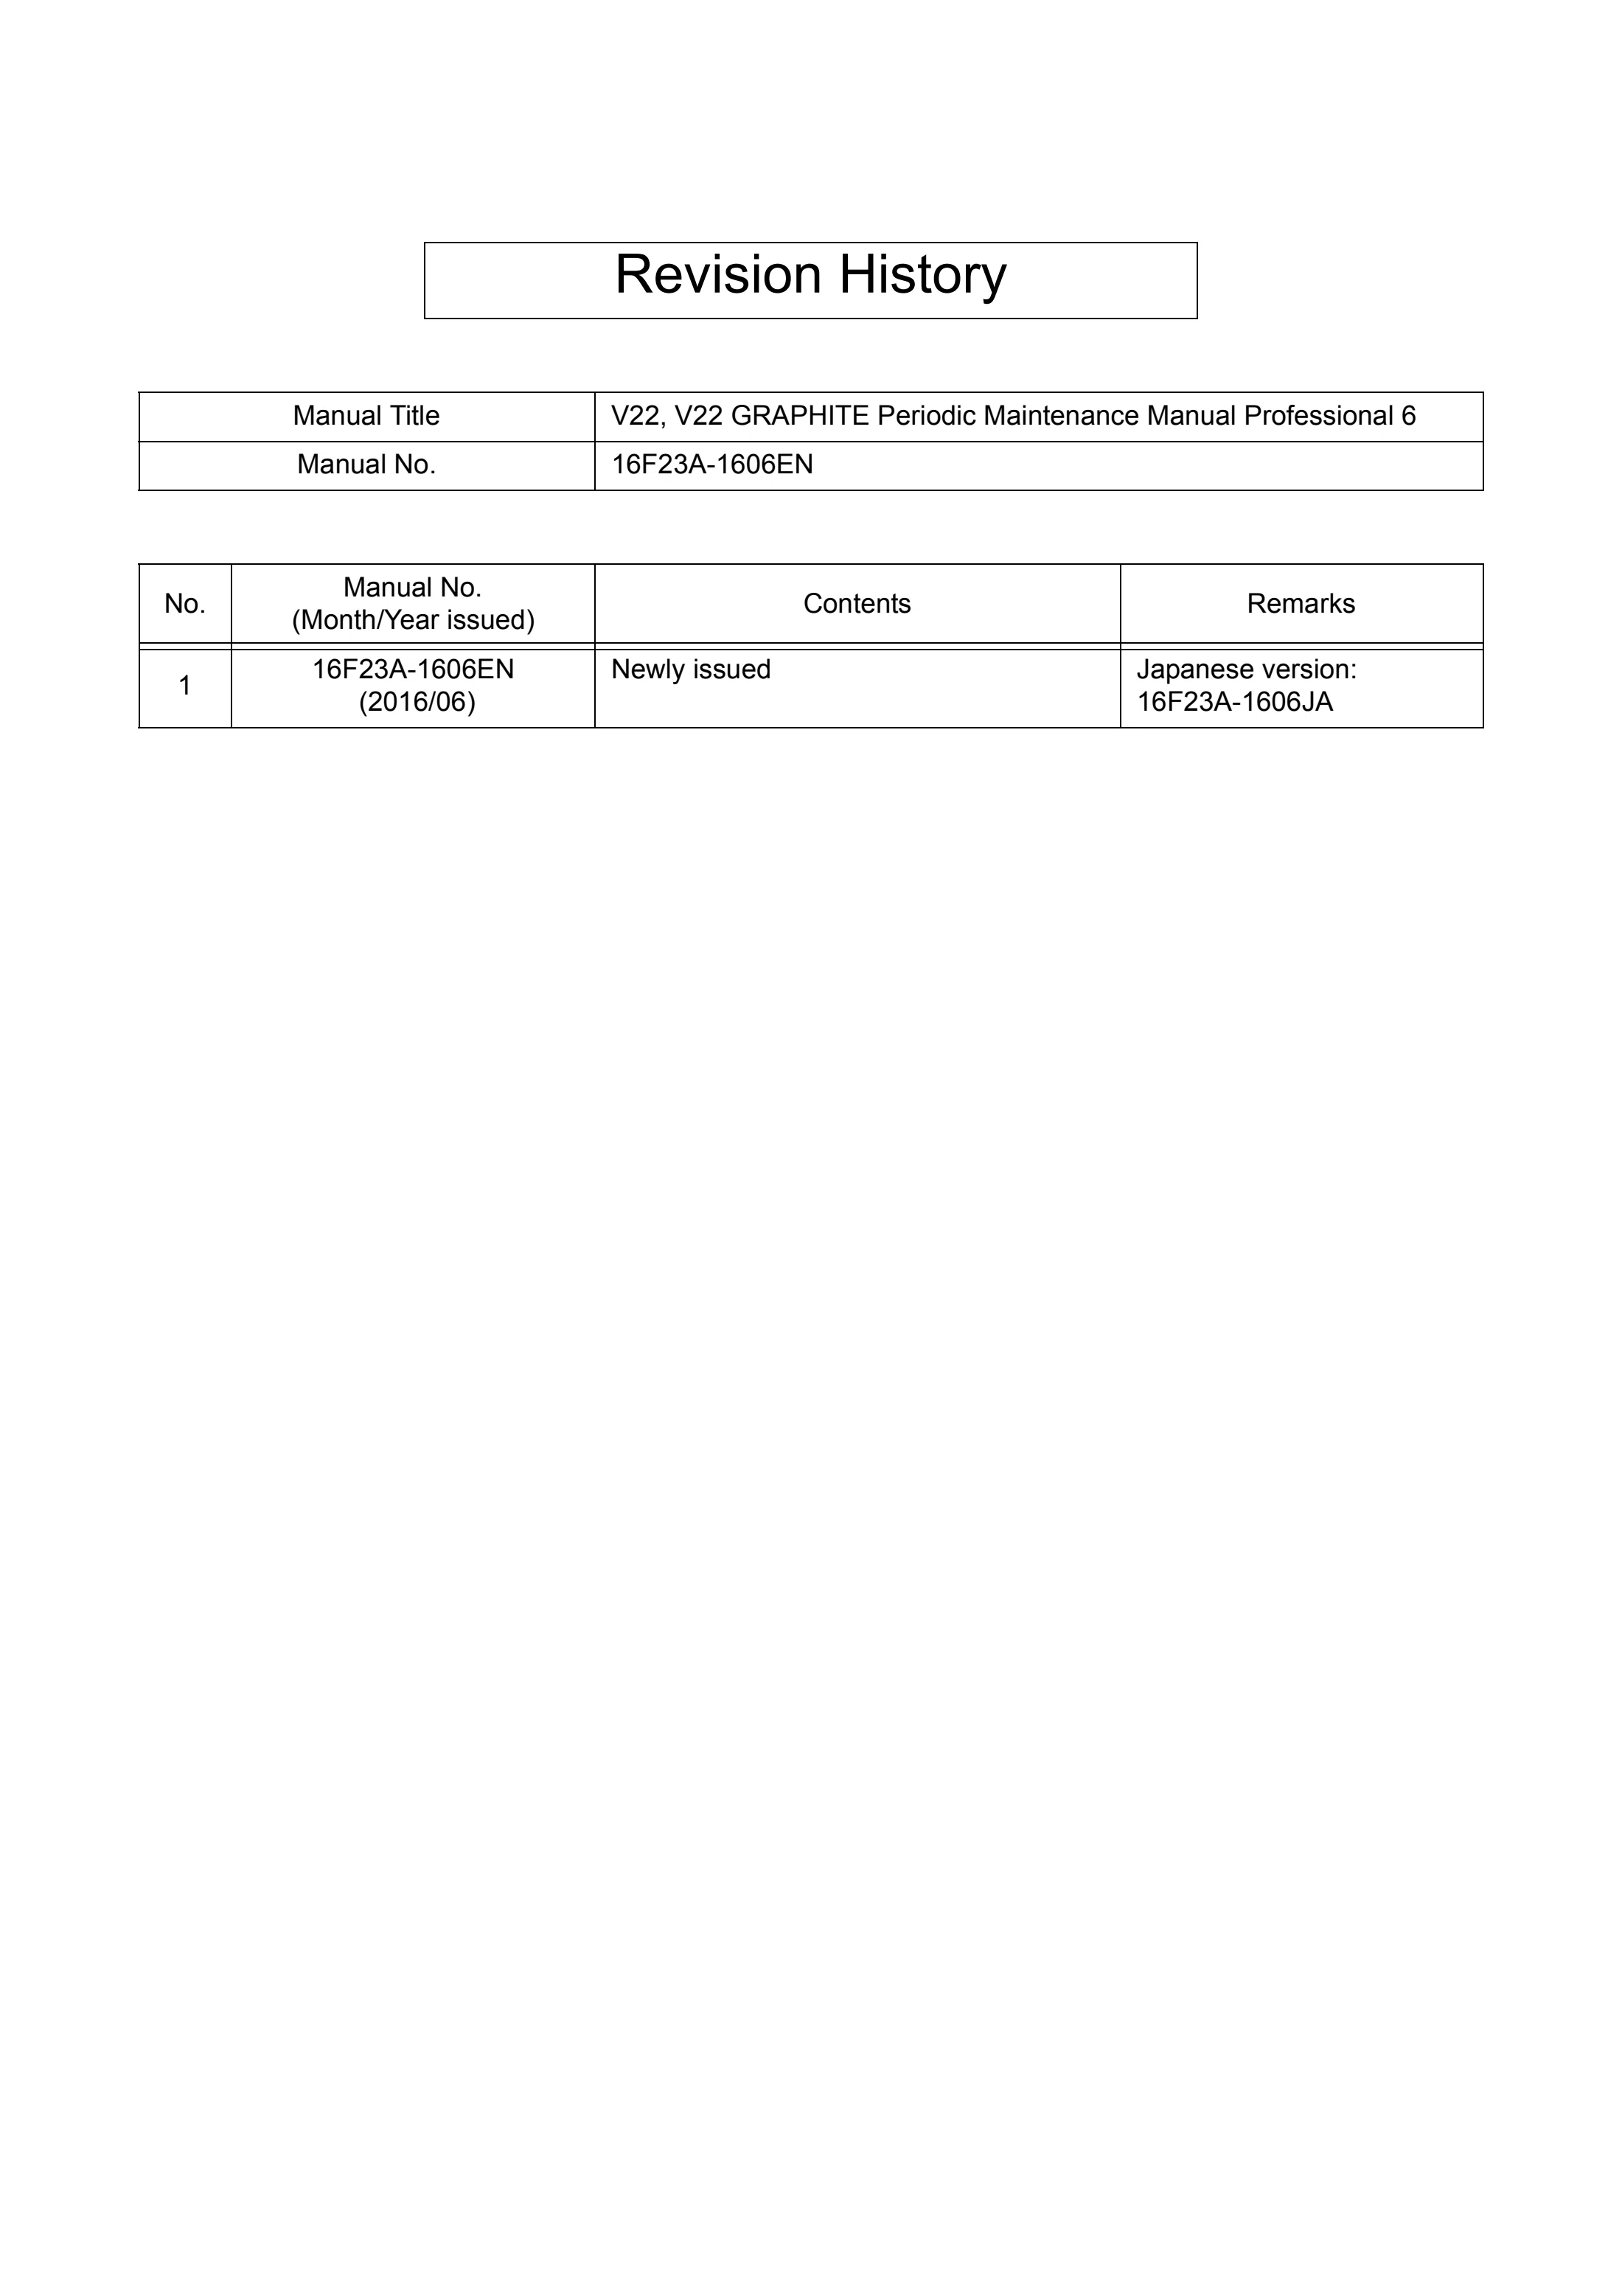 Revision History
Manual Title
V22, V22 GRAPHITE Periodic Maintenance Manual Professional 6
Manual No.
16F23A-1606EN
No.
Manual No.
(Month/Year issued)
Contents
Remarks
1
16F23A-1606EN
(2016/06)
Newly issued
Japanese version:
16F23A-1606JA